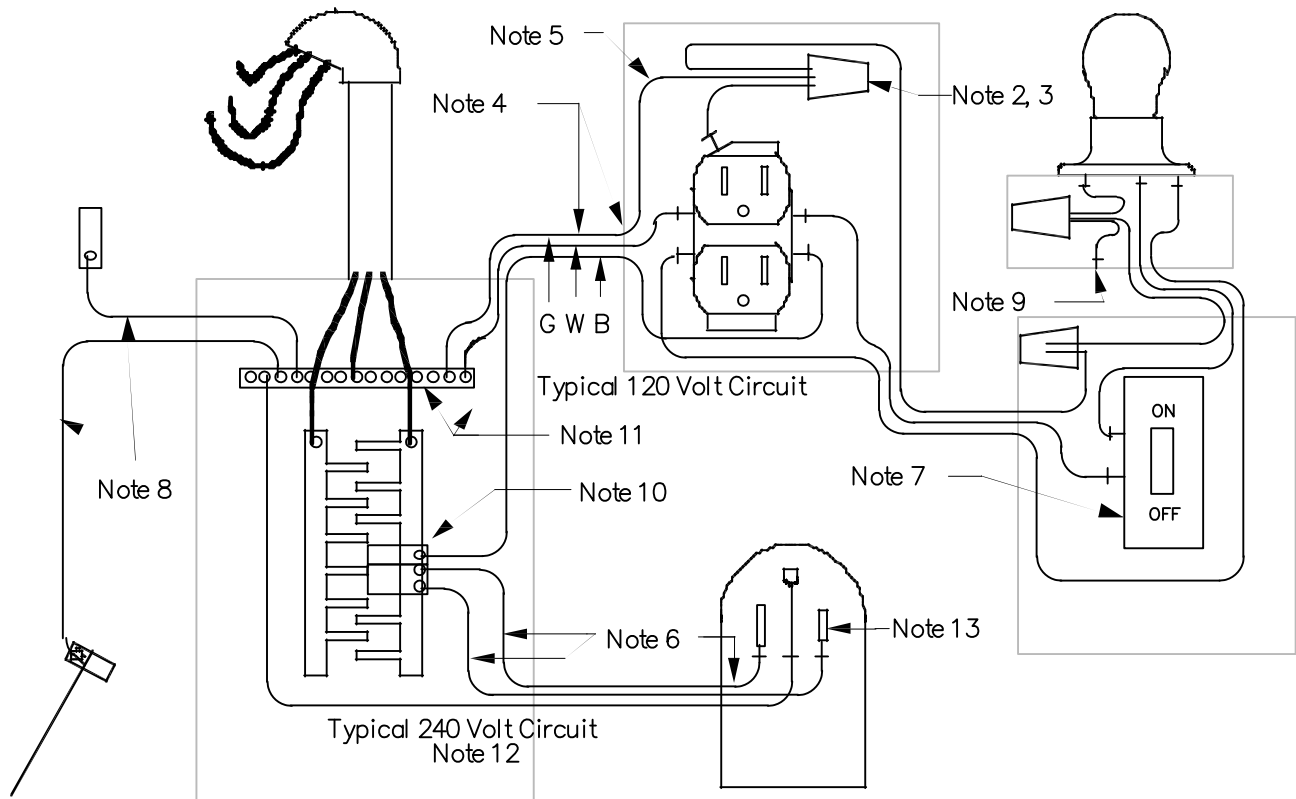 Note 5
Note 4
Note 2, 3
Note 9
G W B
Typical 120 Volt Circuit
Note 11
ON
Note 8
Note 10
Note 7
OFF
Note 6
Note 13
Typical 240 Volt Circuit
Note 12